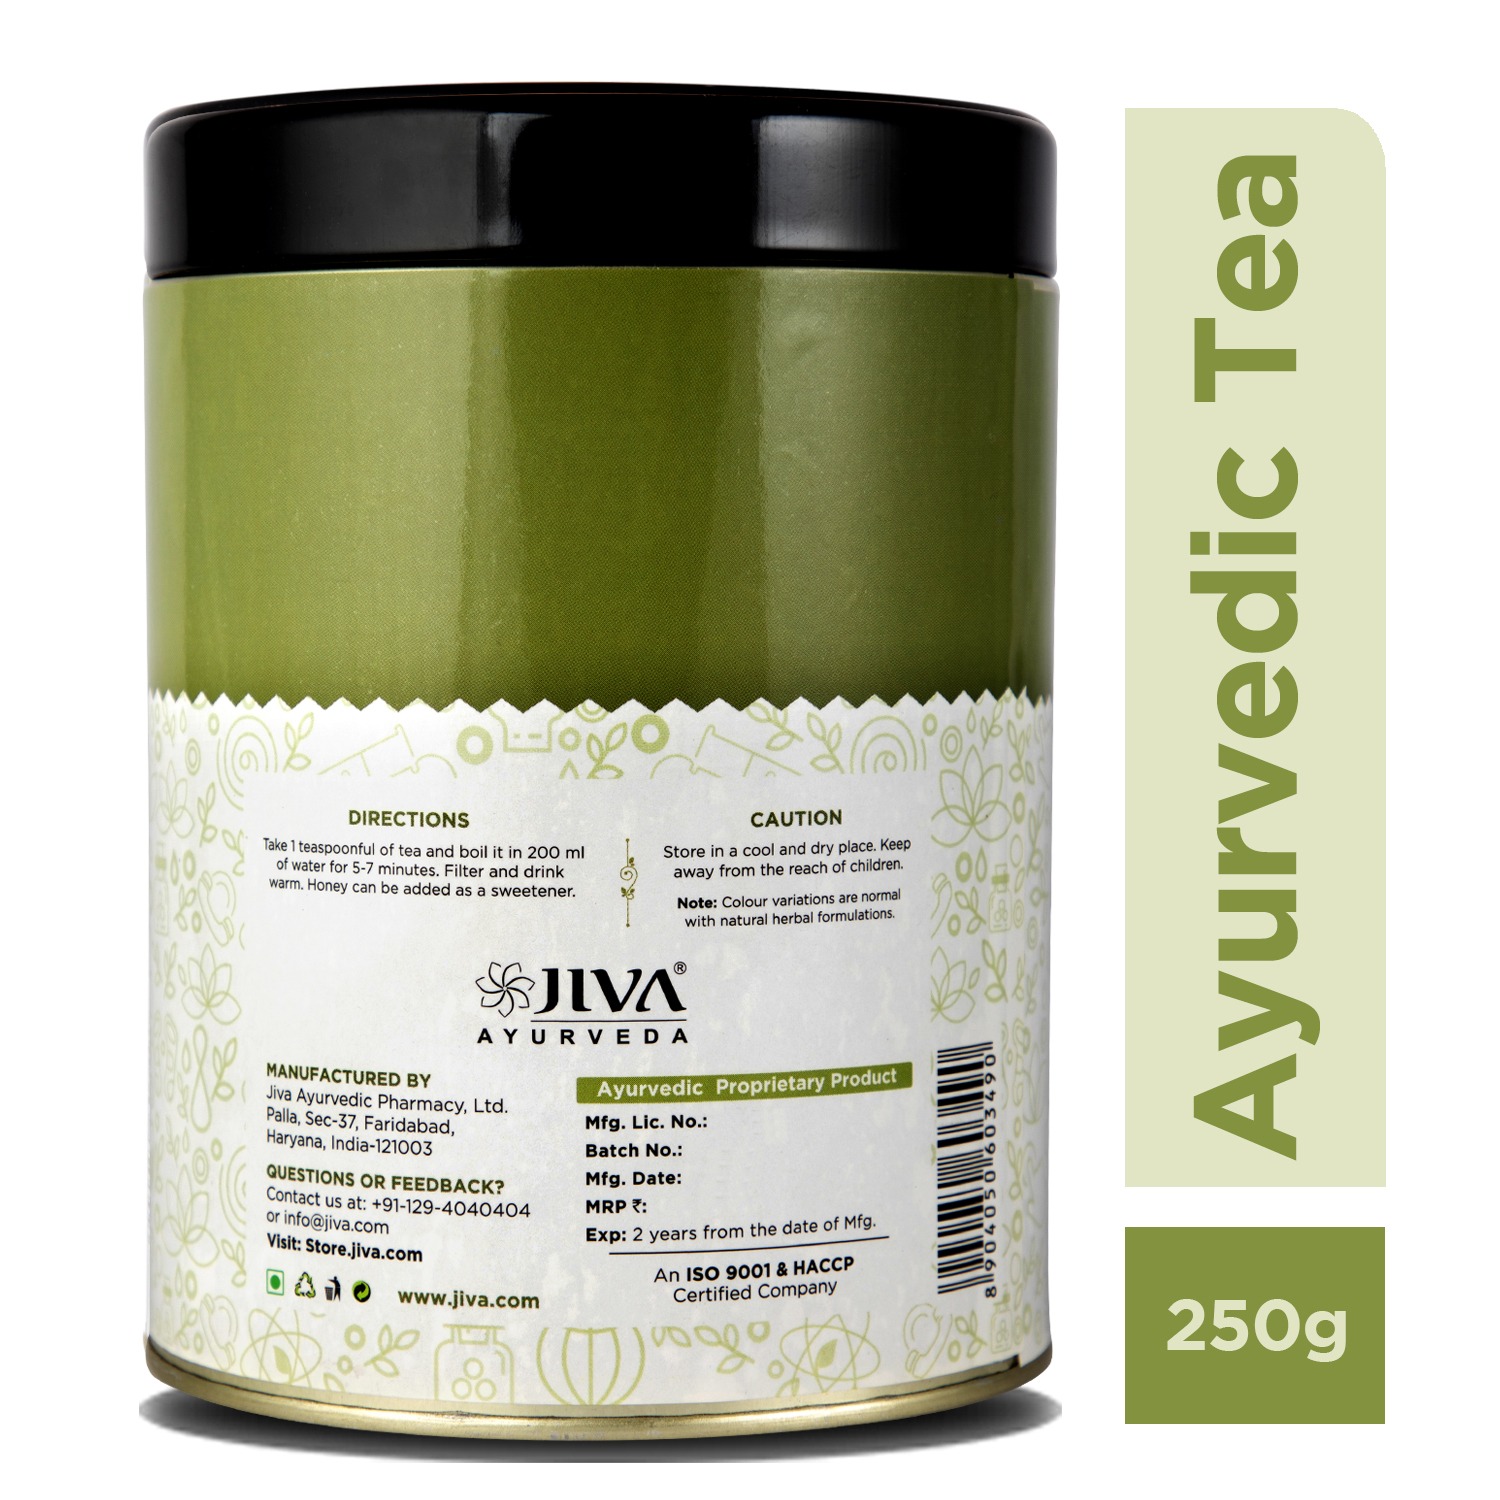 DIRECTIONS
Take 1 teaspoonful of tea and boil it in 200 ml
of water for 5-7 minutes. Filter and drink
warm. Honey can be added as a sweetener.
CAUTION
Store in a cool and dry place. Keep
away from the reach of children.
Note: Colour variations are normal
with natural herbal formulations.
JIVA®
AYURVEDA
MANUFACTURED BY
Jiva Ayurvedic Pharmacy, Ltd.
Palla, Sec-37, Faridabad,
Haryana, India-121003
QUESTIONS OR FEEDBACK?
Contact us at: +91-129-4040404
or info@jiva.com
Visit: Store.jiva.com
www.jiva.com
Ayurvedic Proprietary Product
Mfg. Lic. No.:
Batch No.:
Mfg. Date:
MRP ₹:
Exp: 2 years from the date of Mfg.
An ISO 9001 & HACCP
Certified Company
8904050603490
Ayurvedic Tea
250g